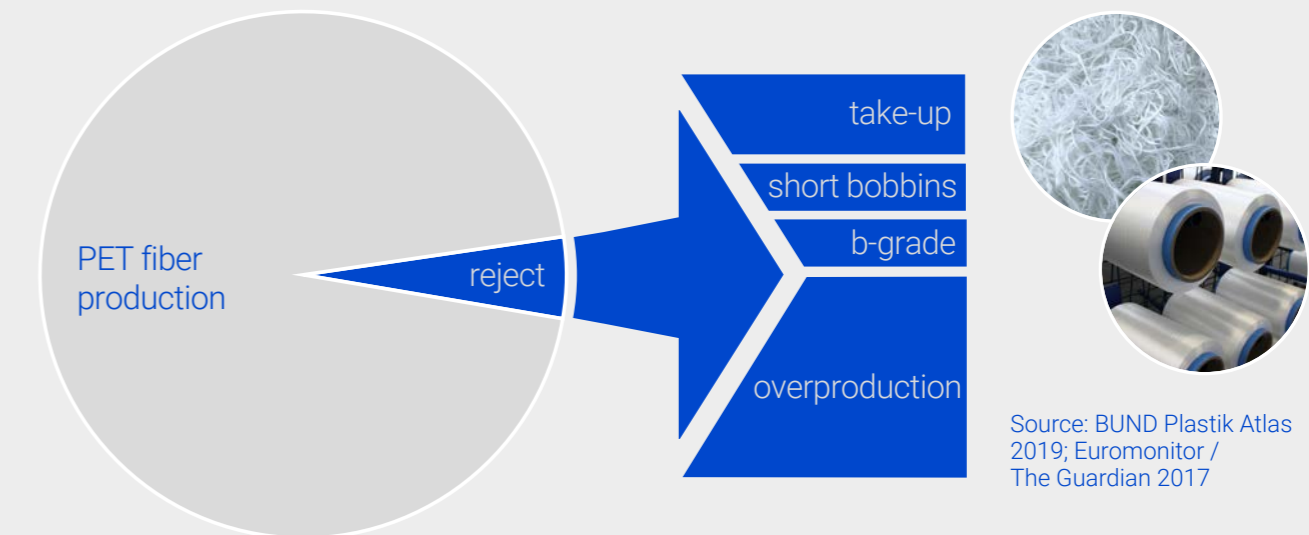 PET fiber
production
reject
take-up
short bobbins
b-grade
overproduction
Source: BUND Plastik Atlas
2019; Euromonitor /
The Guardian 2017